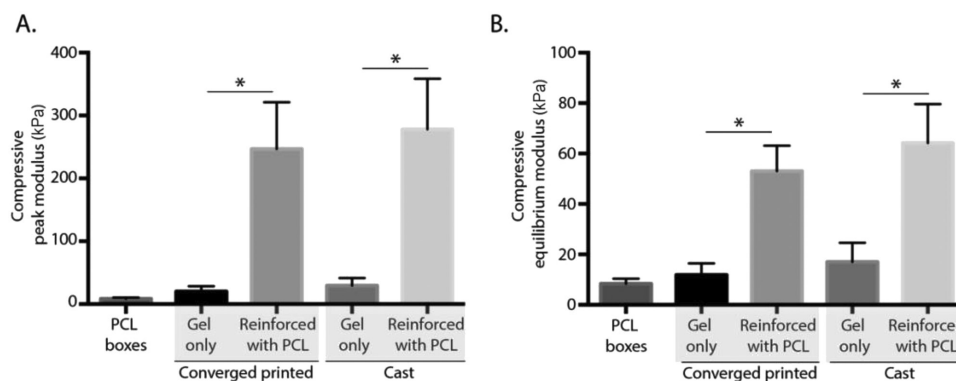 A.
Compressive
peak modulus (kPa)
400
300
200
100
0
*
*
PCL
boxes
Gel
only
Reinforced
with PCL
Gel
only
Reinforced
with PCL
Converged printed
Cast
B.
Compressive
equilibrium modulus (kPa)
100
80
60
40
20
0
*
*
PCL
boxes
Gel
only
Reinforced
with PCL
Gel
only
Reinforced
with PCL
Converged printed
Cast